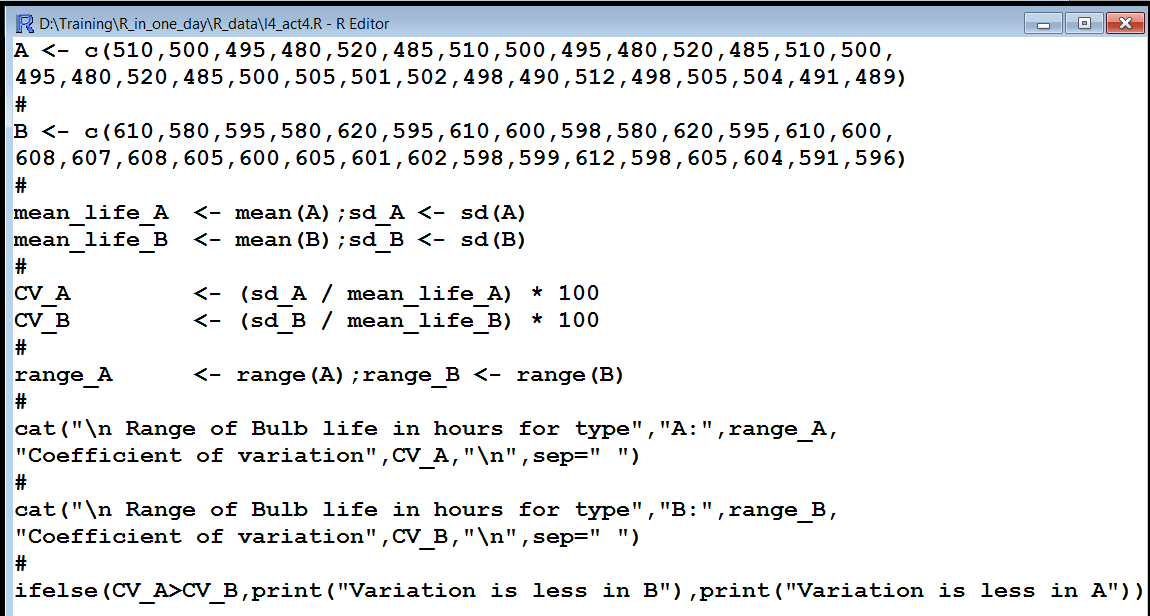 D:\Training\R_in_one_day\R_data\l4_act4.R - R Editor
A <- c(510,500,495,480,520,485,510,500,495,480,520,485,510,500,
495,480,520,485,500,505,501,502,498,490,512,498,505,504,491,489)
#
B <- c(610,580,595,580,620,595,610,600,598,580,620,595,610,600,
608,607,608,605,600,605,601,602,598,599,612,598,605,604,591,596)
#
mean_life_A  <- mean(A);sd_A <- sd(A)
mean_life_B  <- mean(B);sd_B <- sd(B)
#
CV_A         <- (sd_A / mean_life_A) * 100
CV_B         <- (sd_B / mean_life_B) * 100
#
range_A      <- range(A);range_B <- range(B)
#
cat("\n Range of Bulb life in hours for type","A:",range_A,
"Coefficient of variation",CV_A,"\n",sep=" ")
#
cat("\n Range of Bulb life in hours for type","B:",range_B,
"Coefficient of variation",CV_B,"\n",sep=" ")
#
ifelse(CV_A>CV_B,print("Variation is less in B"),print("Variation is less in A"))